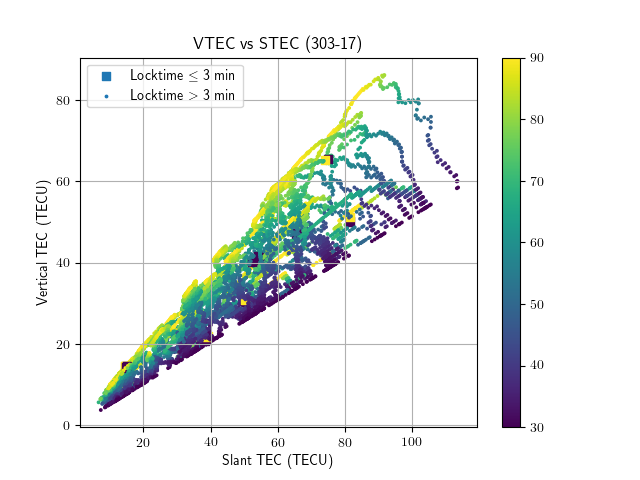 VTEC vs STEC (303-17)
Locktime ≤ 3 min
Locktime > 3 min
80
60
40
20
0
Vertical TEC (TECU)
20 40 60 80 100
Slant TEC (TECU)
90
80
70
60
50
40
30